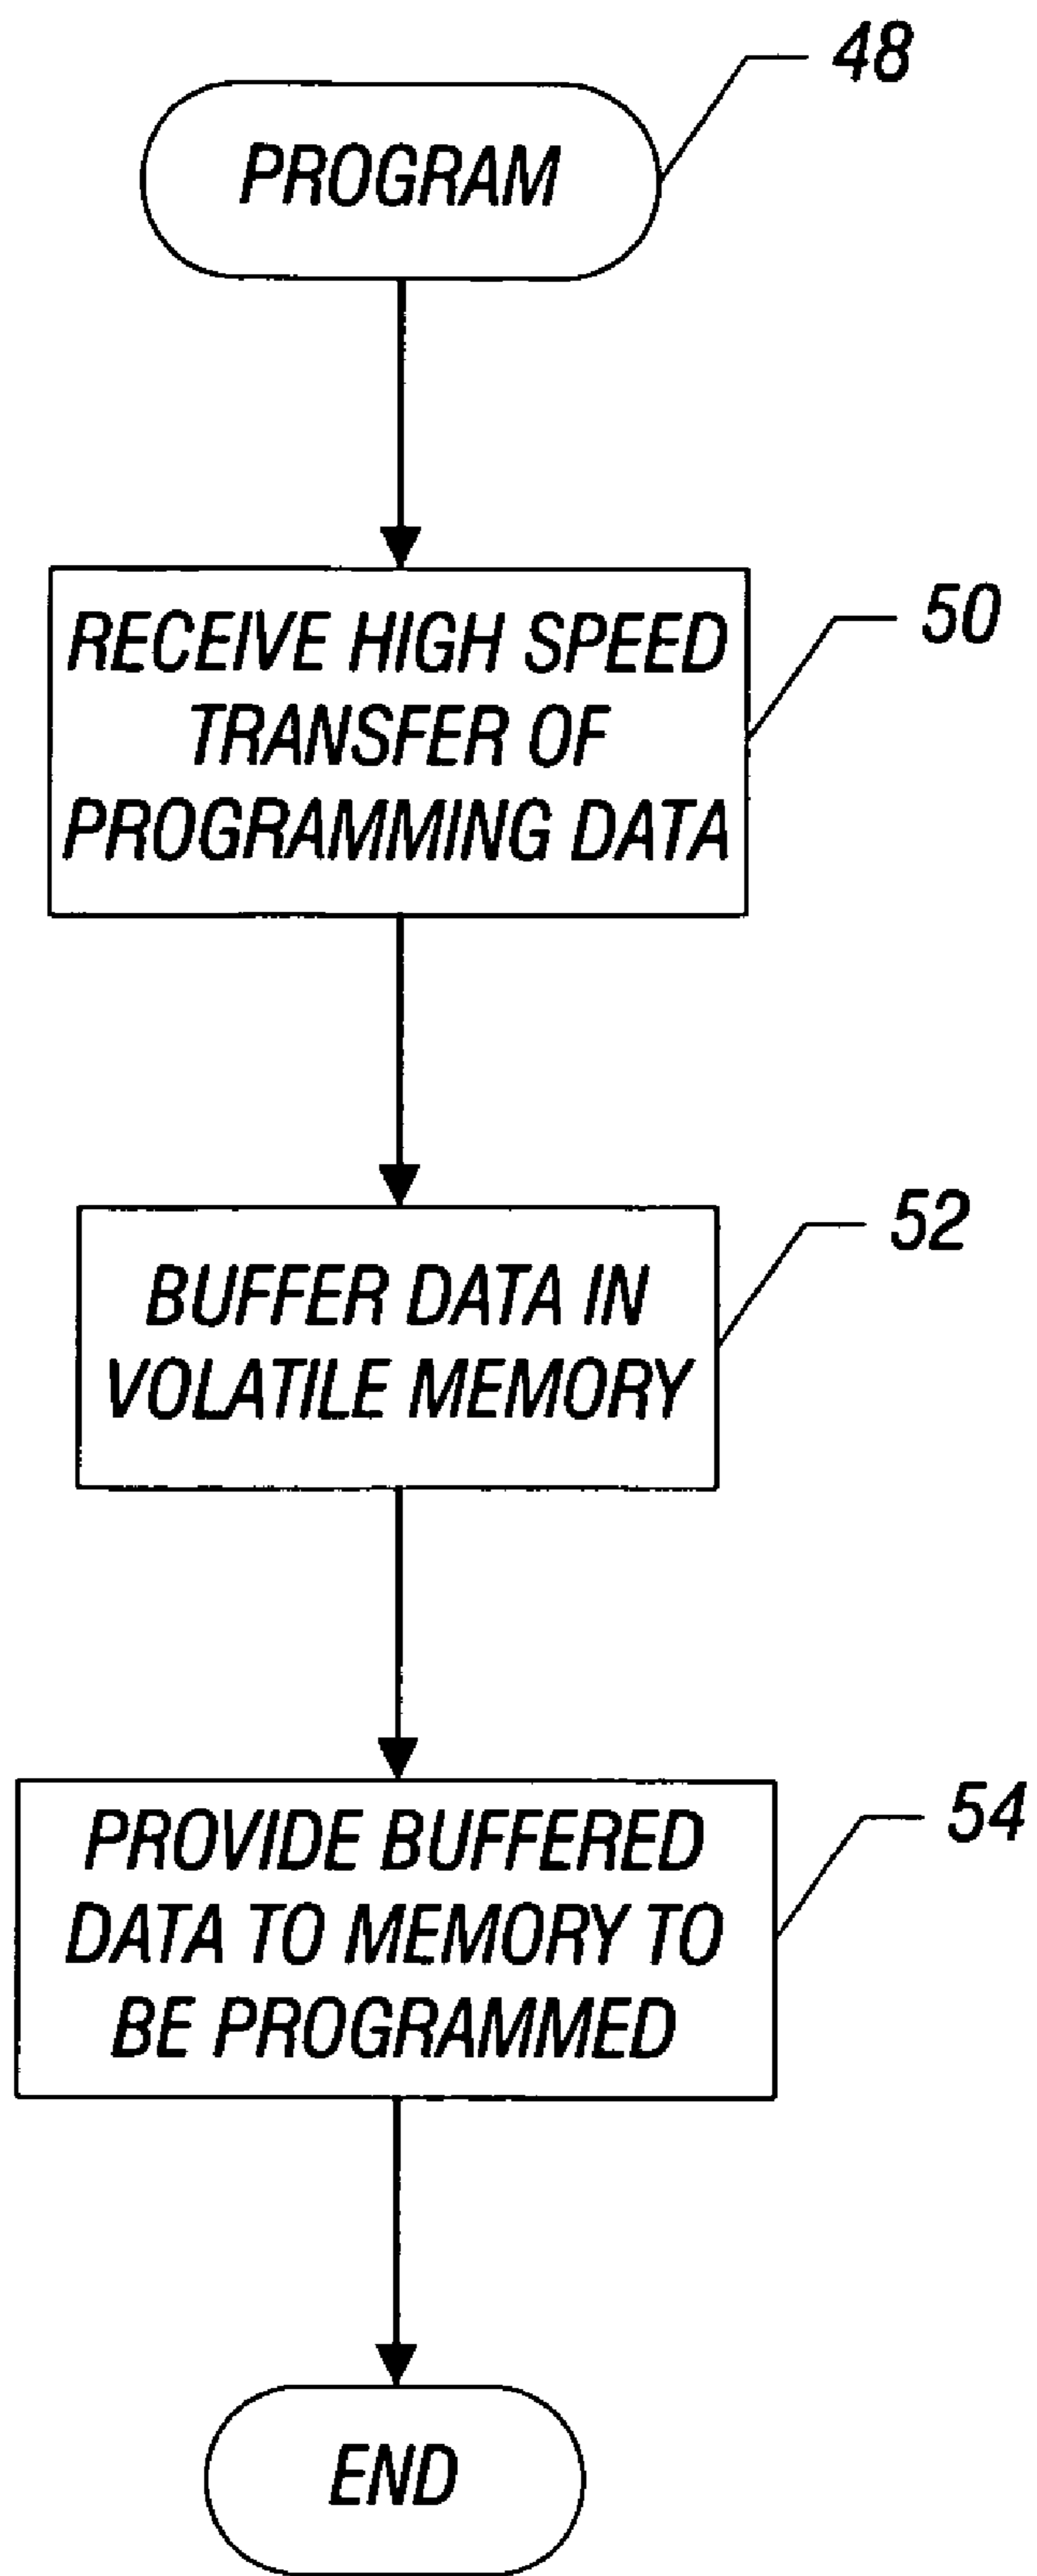 48
PROGRAM
50
RECEIVE HIGH SPEED
TRANSFER OF
PROGRAMMING DATA
52
BUFFER DATA IN
VOLATILE MEMORY
54
PROVIDE BUFFERED
DATA TO MEMORY TO
BE PROGRAMMED
END